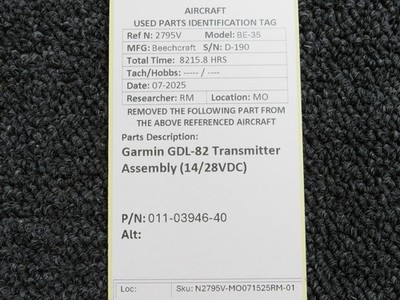 AIRCRAFT
USED PARTS IDENTIFICATION TAG
Ref N: 2795V Model: BE-35
MFG: Beechcraft S/N: D-190
Total Time: 8215.8 HRS
Tach/Hobbs: ----- / ----
Date: 07-2025
Researcher: RM Location: MO
REMOVED THE FOLLOWING PART FROM
THE ABOVE REFERENCED AIRCRAFT
Parts Description:
Garmin GDL-82 Transmitter
Assembly (14/28VDC)
P/N: 011-03946-40
Alt:
Loc: Sku: N2795V-MO071525RM-01